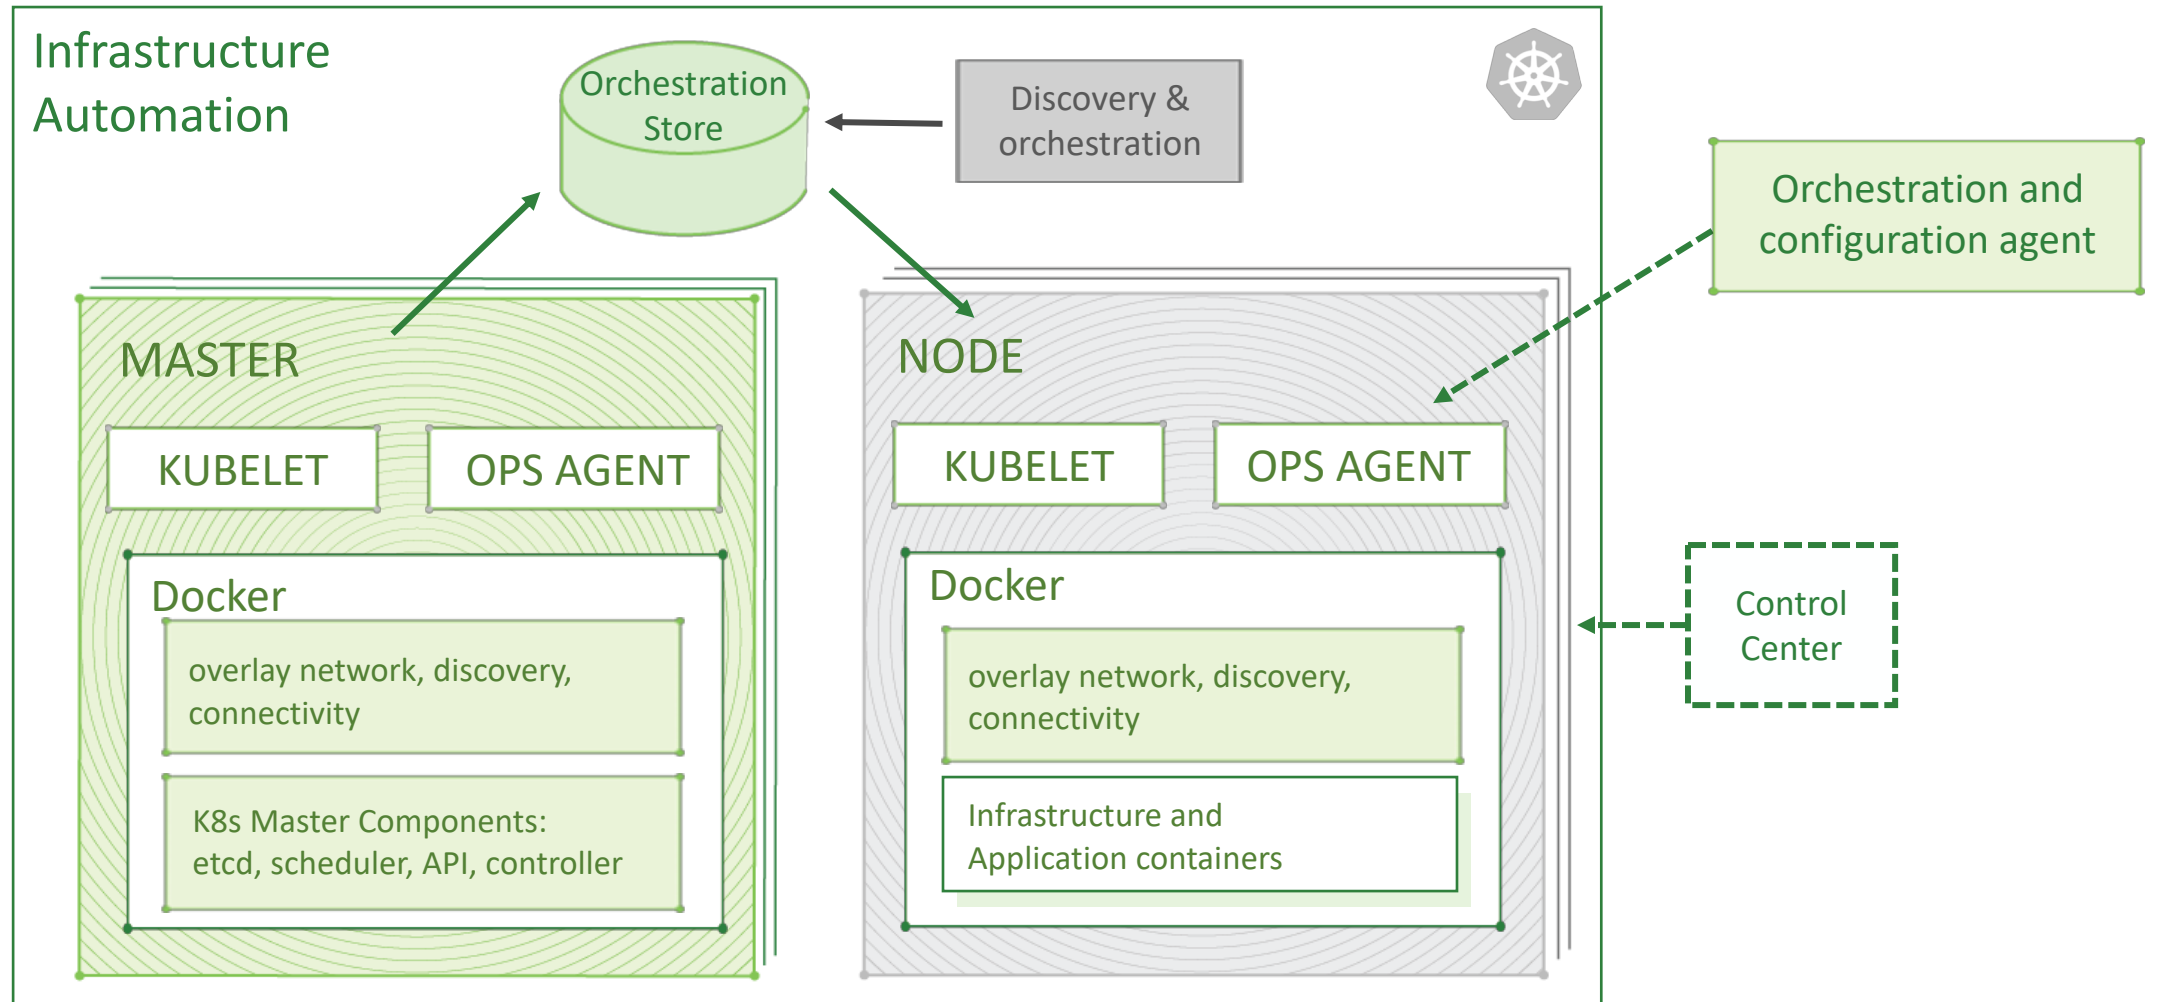 Infrastructure
Automation
Orchestration
Store
Discovery &
orchestration
Orchestration and
configuration agent
MASTER
KUBELET
OPS AGENT
Docker
overlay network, discovery,
connectivity
K8s Master Components:
etcd, scheduler, API, controller
NODE
KUBELET
OPS AGENT
Docker
overlay network, discovery,
connectivity
Infrastructure and
Application containers
Control
Center